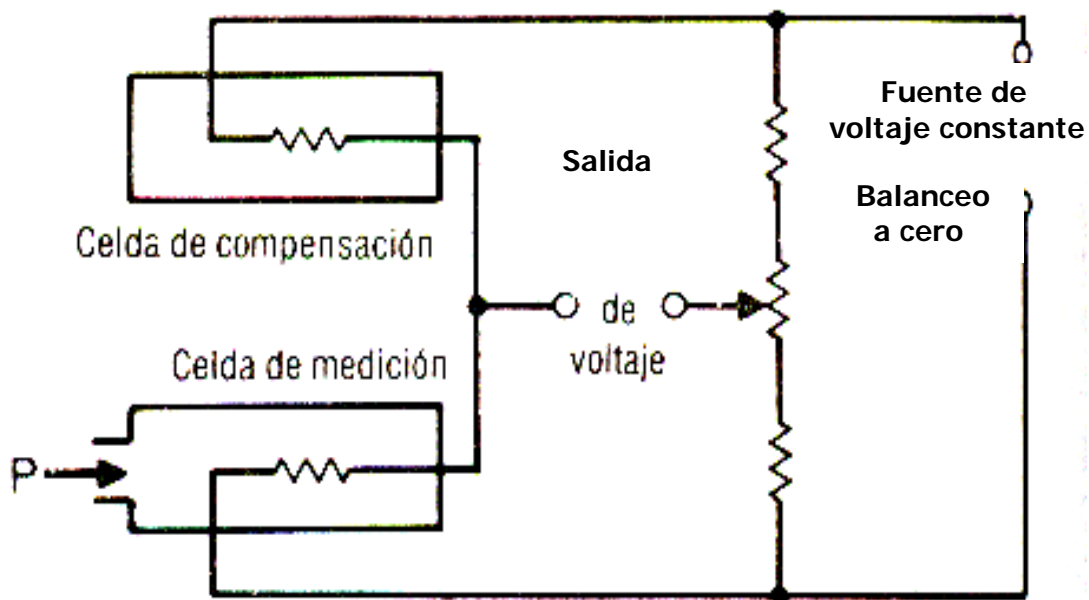 Fuente de
voltaje constante
Salida
Balanceo
a cero
Celda de compensación
de
voltaje
Celda de medición
P